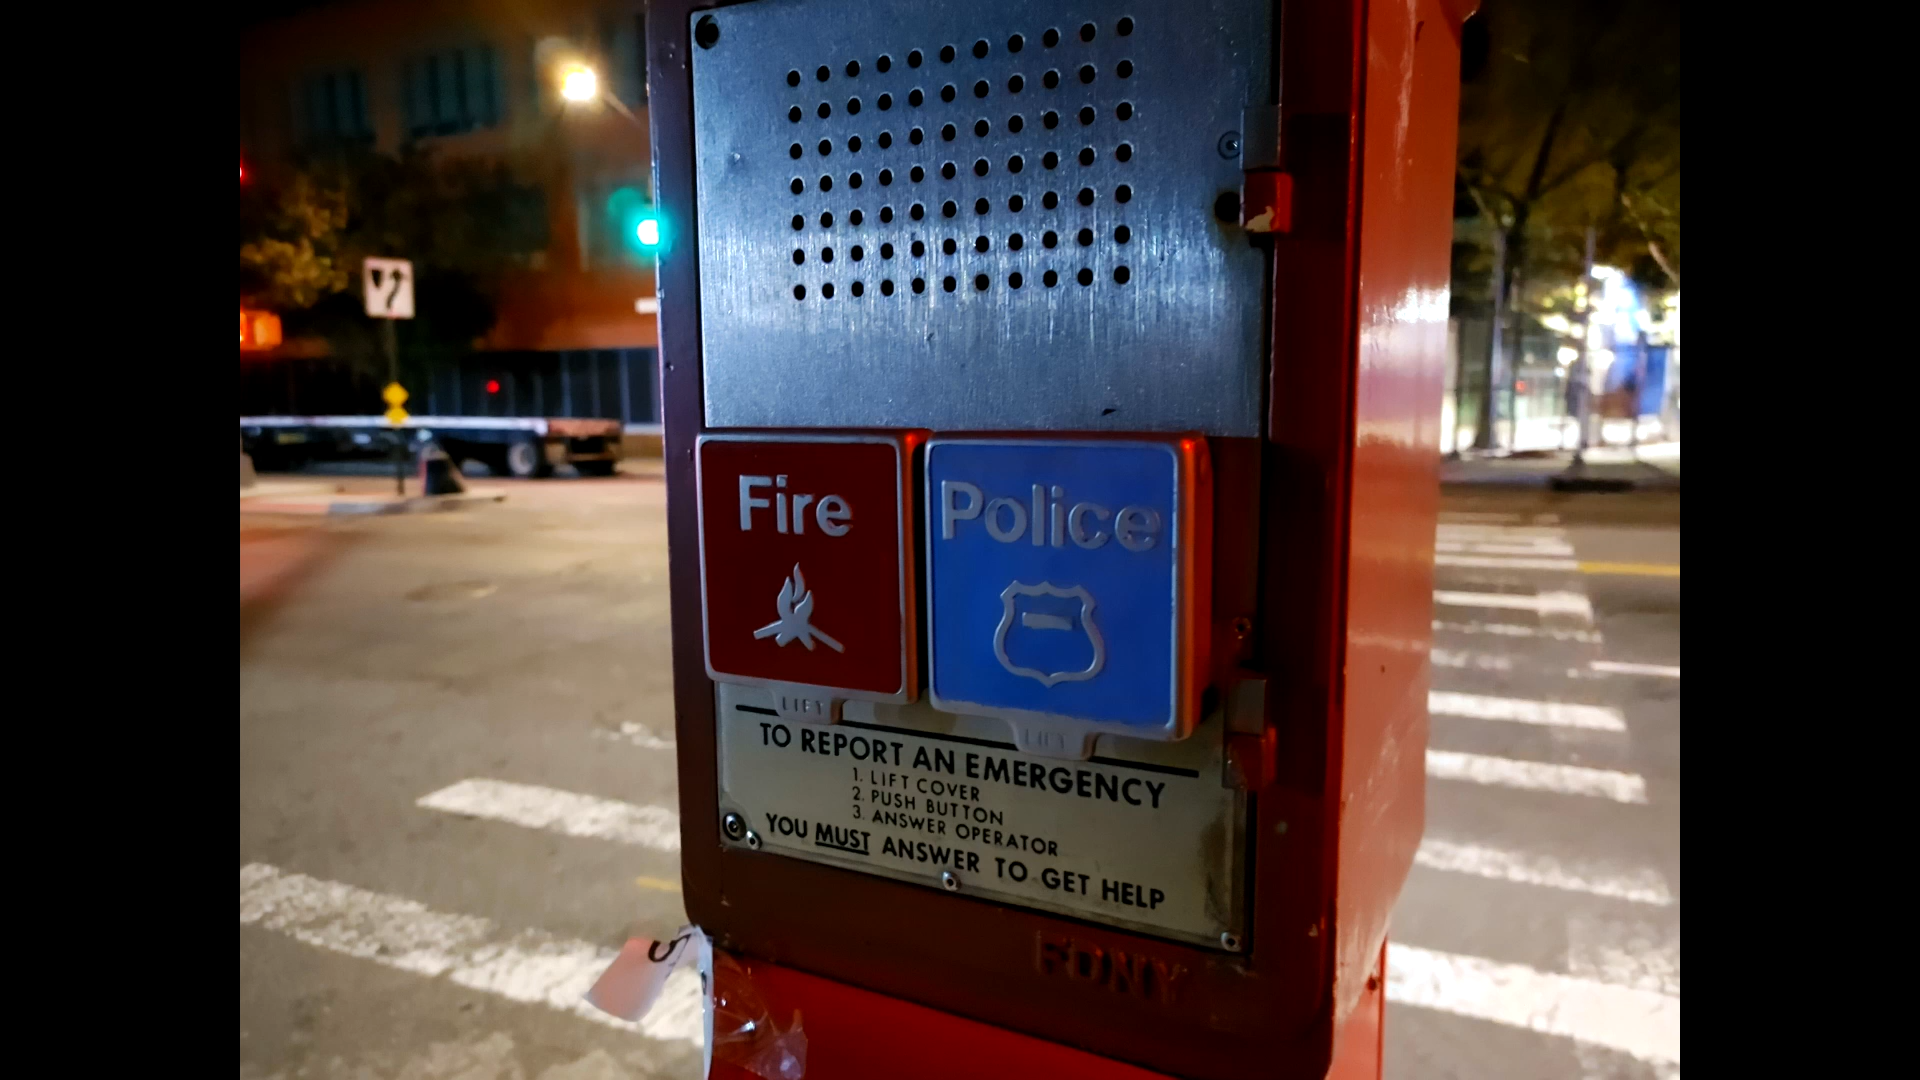 Fire
Police
LIFT
LIFT
TO REPORT AN EMERGENCY
1. LIFT COVER
2. PUSH BUTTON
3. ANSWER OPERATOR
YOU MUST ANSWER TO GET HELP
FDNY
5